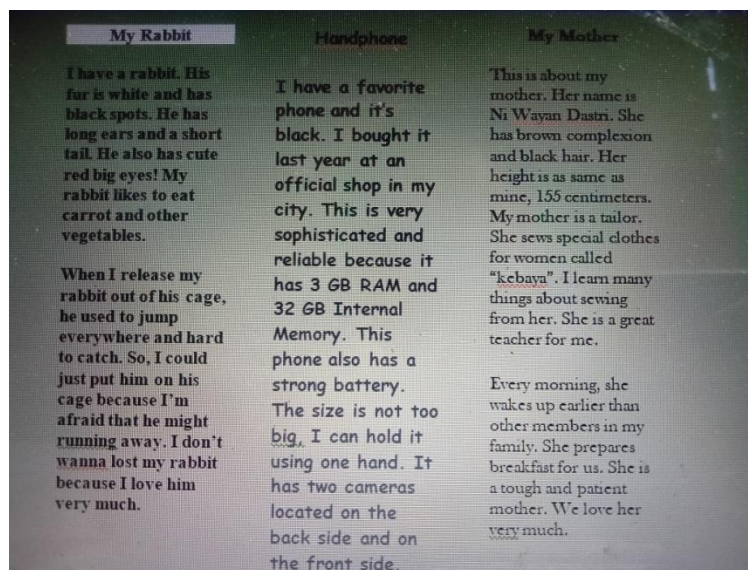 My Rabbit
I have a rabbit. His
fur is white and has
black spots. He has
long ears and a short
tail. He also has cute
red big eyes! My
rabbit likes to eat
carrot and other
vegetables.
When I release my
rabbit out of his cage,
he used to jump
everywhere and hard
to catch. So, I could
just put him on his
cage because I'm
afraid that he might
running away. I don't
wanna lost my rabbit
because I love him
very much.
Handphone
I have a favorite
phone and it's
black. I bought it
last year at an
official shop in my
city. This is very
sophisticated and
reliable because it
has 3 GB RAM and
32 GB Internal
Memory. This
phone also has a
strong battery.
The size is not too
big, I can hold it
using one hand. It
has two cameras
located on the
back side and on
the front side.
My Mother
This is about my
mother. Her name is
Ni Wayan Dastri. She
has brown complexion
and black hair. Her
height is as same as
mine, 155 centimeters.
My mother is a tailor.
She sews special clothes
for women called
"kebaya". I learn many
things about sewing
from her. She is a great
teacher for me.
Every morning, she
wakes up earlier than
other members in my
family. She prepares
breakfast for us. She is
a tough and patient
mother. We love her
very much.